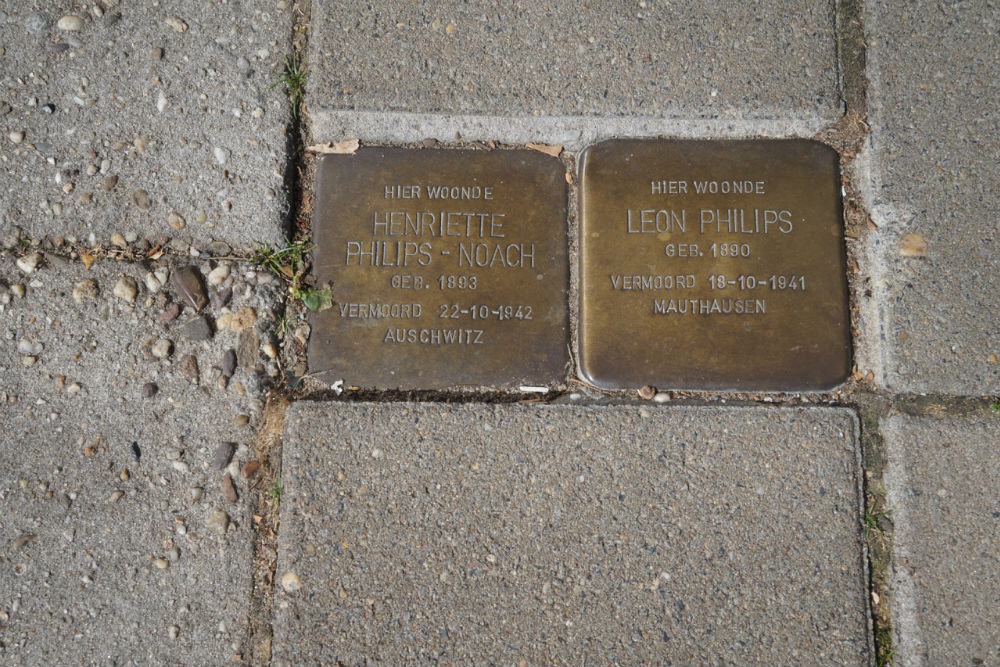 HIER WOONDE
HENRIETTE
PHILIPS-NOACH
GEB. 1893
VERMOORD 22-10-1942
AUSCHWITZ
HIER WOONDE
LEON PHILIPS
GEB. 1890
VERMOORD 18-10-1941
MAUTHAUSEN